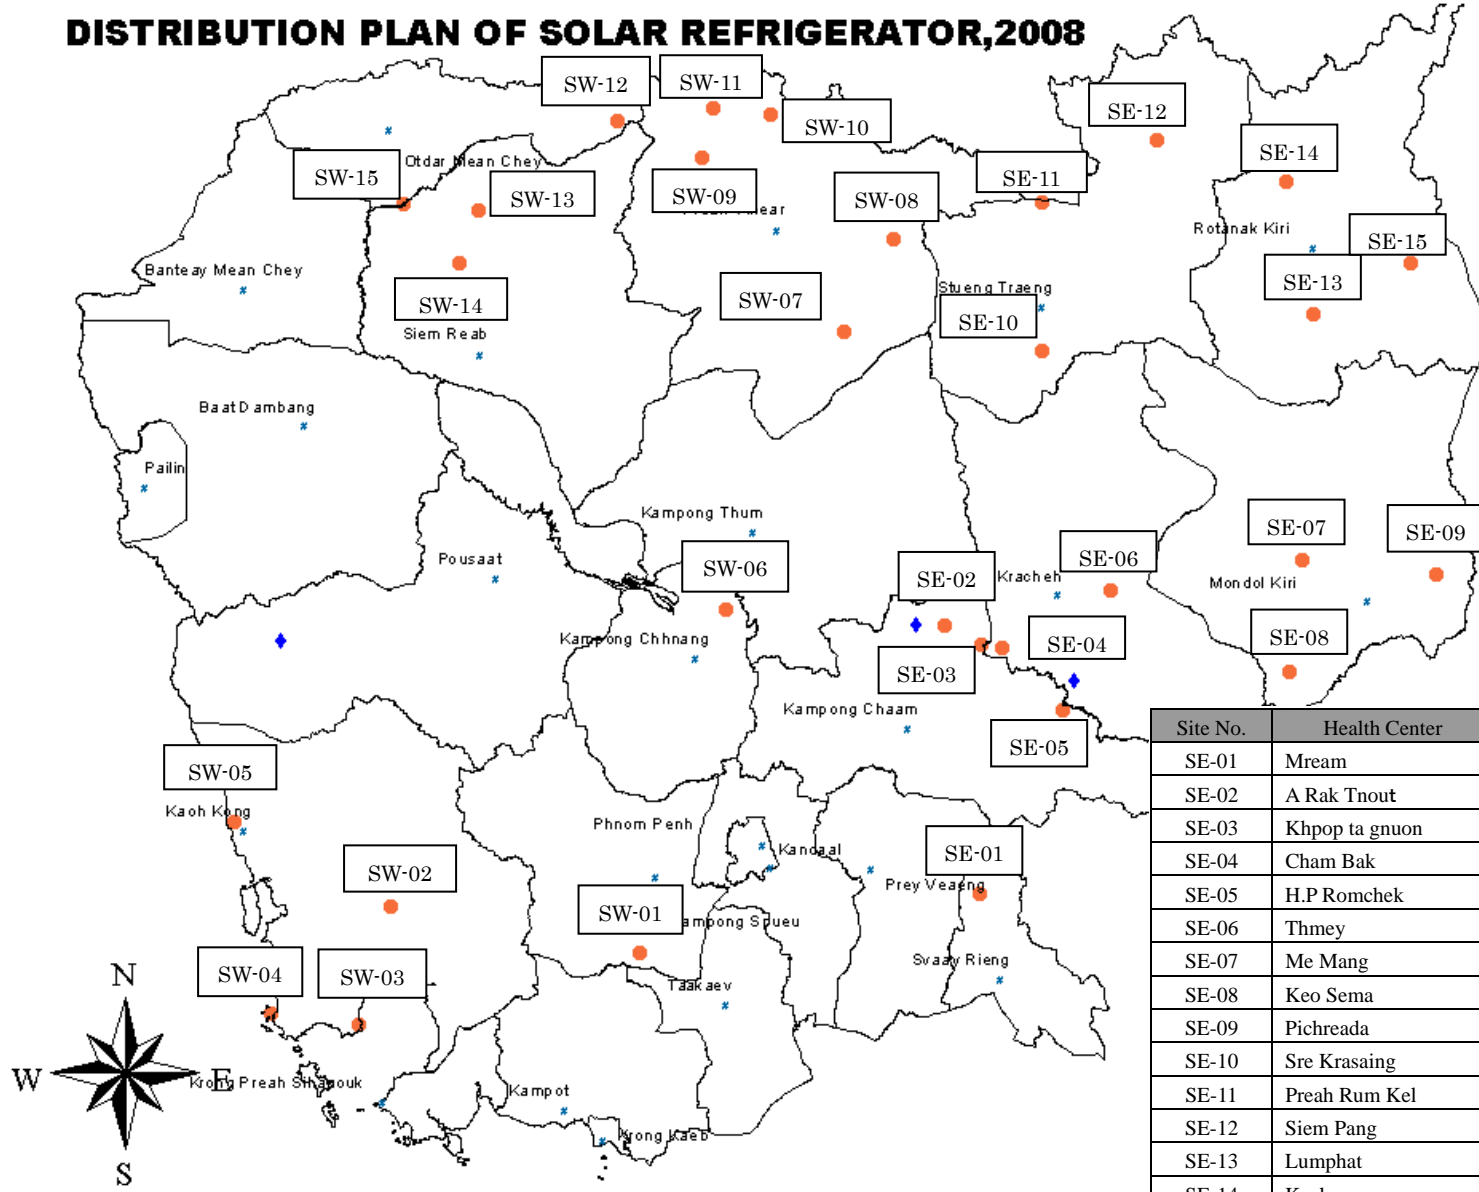 DISTRIBUTION PLAN OF SOLAR REFRIGERATOR,2008
SW-12
SW-11
SW-10
SE-12
SE-14
Otdar Mean Chey
SW-15
SW-13
SW-09
SW-08
SE-11
Rotanak Kiri
SE-15
Banteay Mean Chey
SW-14
SW-07
Stueng Traeng
SE-13
Siem Reab
SE-10
BaatDambang
Pailin
Kampong Thum
SE-07
SE-09
Pousaat
SW-06
SE-02
Kracheh
SE-06
Mondol Kiri
Kampong Chhnang
SE-03
SE-04
SE-08
Kampong Chaam
SE-05
SW-05
Kaoh Kong
Phnom Penh
Kandaal
SE-01
Prey Veaeng
SW-02
SW-01
ampong Spueu
Svaay Rieng
SW-04
SW-03
Taakaev
N
W
E
S
Krong Preah Sihanouk
Kampot
Krong Kaeb
Site No. Health Center
SE-01 Mream
SE-02 A Rak Tnout
SE-03 Khpop ta gnuon
SE-04 Cham Bak
SE-05 H.P Romchek
SE-06 Thmey
SE-07 Me Mang
SE-08 Keo Sema
SE-09 Pichreada
SE-10 Sre Krasaing
SE-11 Preah Rum Kel
SE-12 Siem Pang
SE-13 Lumphat
SE-14